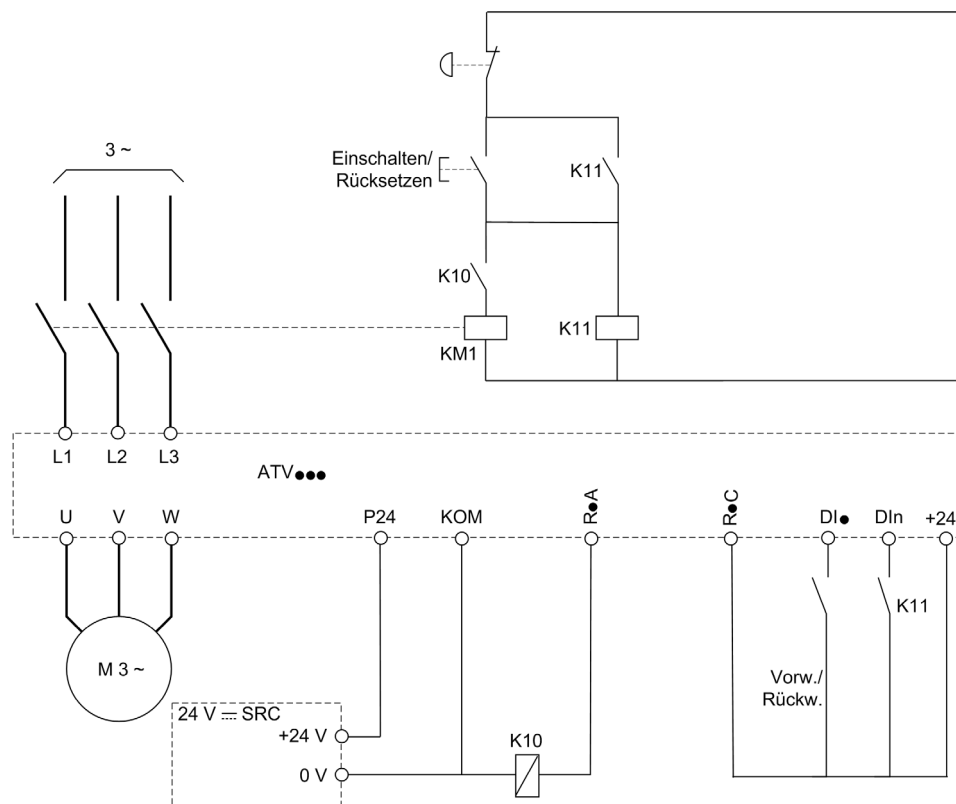 3 ~
Einschalten/
Rücksetzen
K11
K10
KM1
K11
L1 L2 L3
ATV●●●
U V W P24 KOM R●A R●C DI● DIn +24
K11
M 3 ~
Vorw./
Rückw.
24 V ⎓ SRC
+24 V
K10
0 V